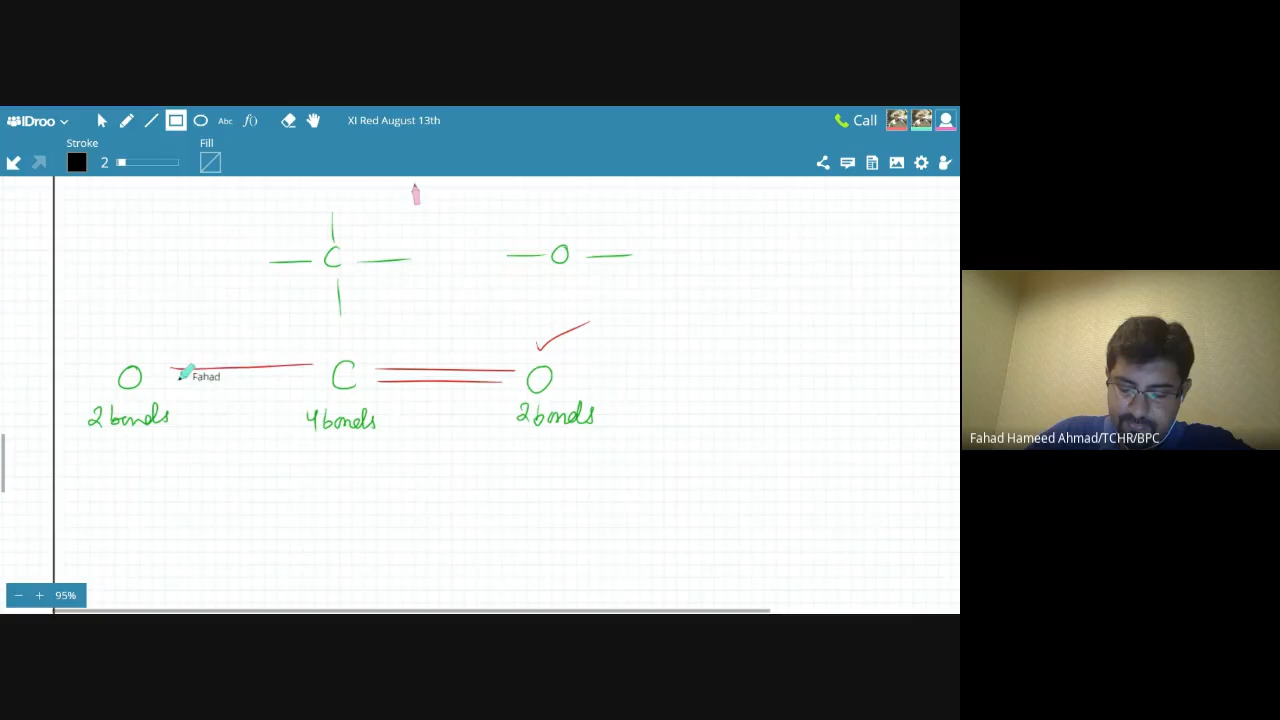 iDroo Abc f() XI Red August 13th Call
Stroke Fill
2
C
O
O C O
Fahad
2 bonds 4 bonds 2 bonds
Fahad Hameed Ahmad/TCHR/BPC
− + 95%